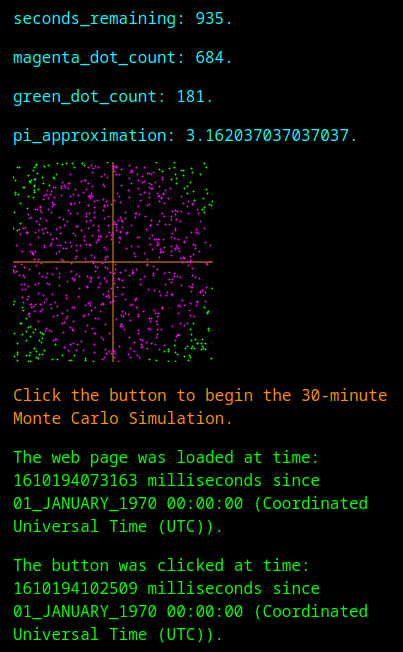 seconds_remaining: 935.
magenta_dot_count: 684.
green_dot_count: 181.
pi_approximation: 3.162037037037037.
Click the button to begin the 30-minute
Monte Carlo Simulation.
The web page was loaded at time:
1610194073163 milliseconds since
01_JANUARY_1970 00:00:00 (Coordinated
Universal Time (UTC)).
The button was clicked at time:
1610194102509 milliseconds since
01_JANUARY_1970 00:00:00 (Coordinated
Universal Time (UTC)).